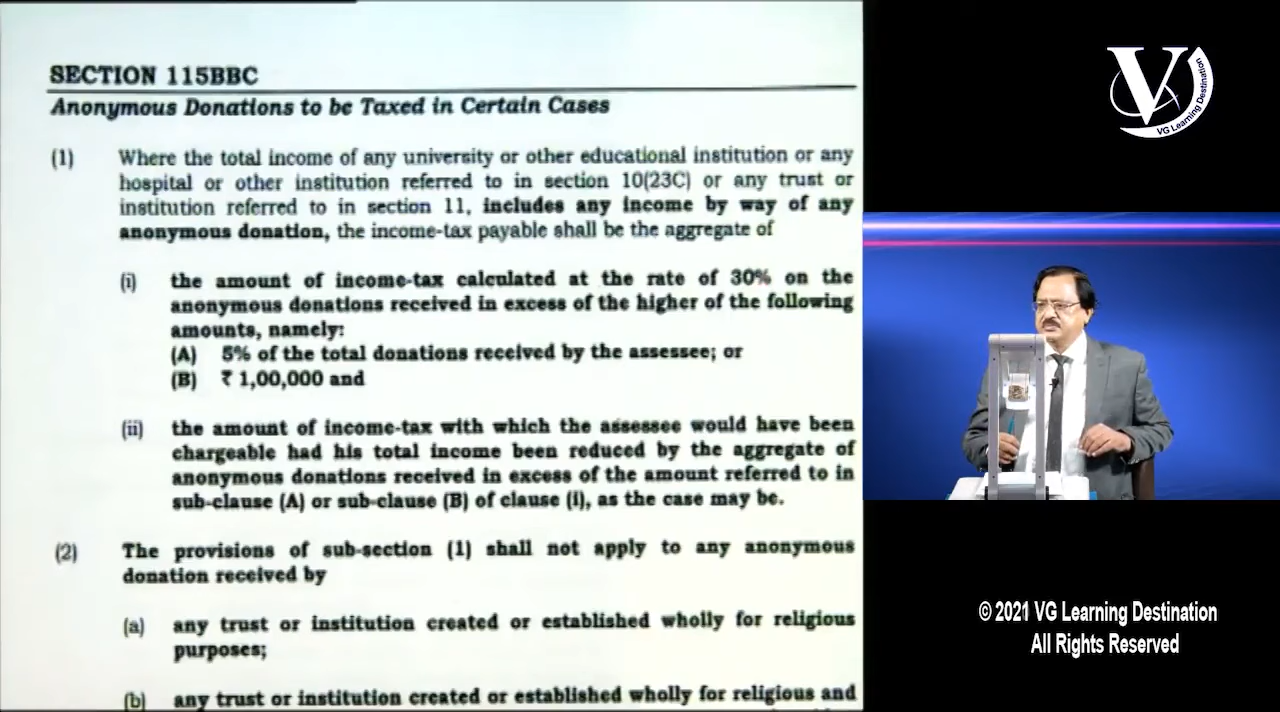 SECTION 115BBC
Anonymous Donations to be Taxed in Certain Cases
(1) Where the total income of any university or other educational institution or any
hospital or other institution referred to in section 10(23C) or any trust or
institution referred to in section 11, includes any income by way of any
anonymous donation, the income-tax payable shall be the aggregate of
(i) the amount of income-tax calculated at the rate of 30% on the
anonymous donations received in excess of the higher of the following
amounts, namely:
(A) 5% of the total donations received by the assessee; or
(B) ₹ 1,00,000 and
(ii) the amount of income-tax with which the assessee would have been
chargeable had his total income been reduced by the aggregate of
anonymous donations received in excess of the amount referred to in
sub-clause (A) or sub-clause (B) of clause (i), as the case may be.
(2) The provisions of sub-section (1) shall not apply to any anonymous
donation received by
(a) any trust or institution created or established wholly for religious
purposes;
(b) any trust or institution created or established wholly for religious and
V
VG Learning Destination
© 2021 VG Learning Destination
All Rights Reserved